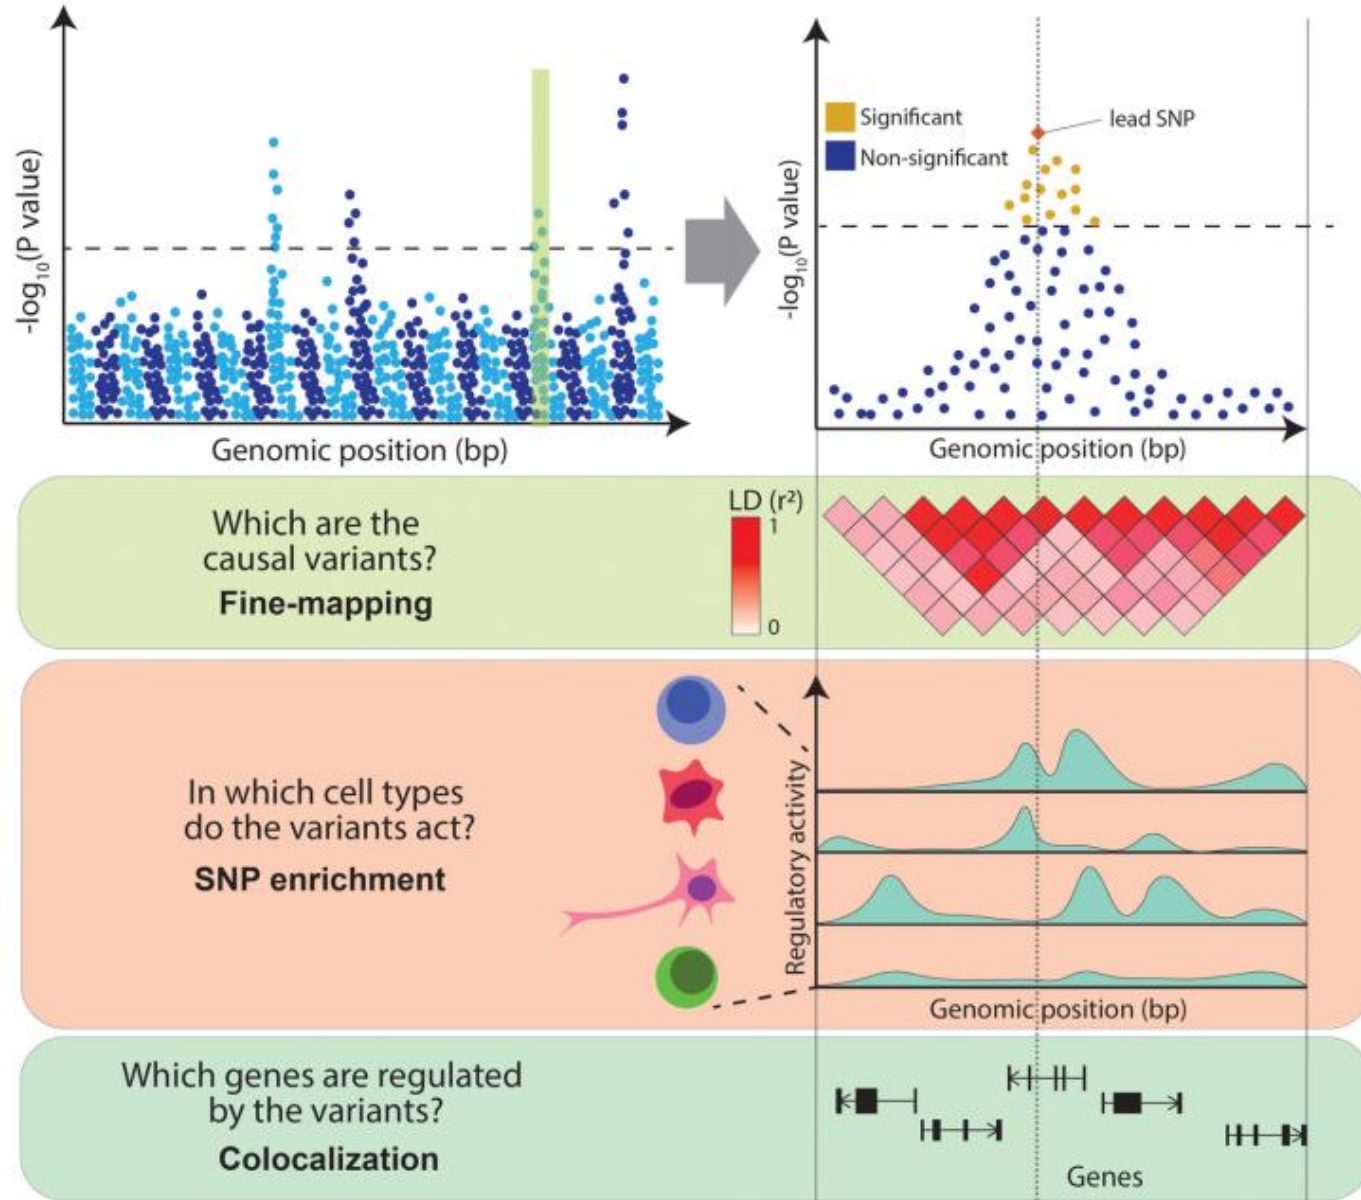 -log10(P value)
Genomic position (bp)
Significant
Non-significant
lead SNP
-log10(P value)
Genomic position (bp)
Which are the
causal variants?
Fine-mapping
LD (r²)
1
0
In which cell types
do the variants act?
SNP enrichment
Regulatory activity
Genomic position (bp)
Which genes are regulated
by the variants?
Colocalization
Genes